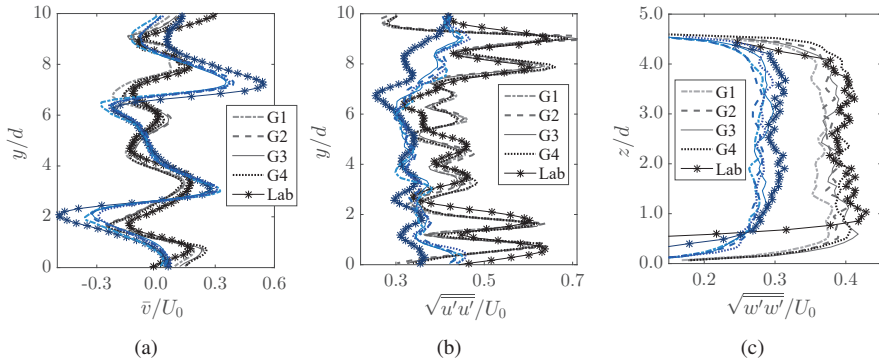 10
8
6
4
2
0
y/d
-0.3
0.0
0.3
0.6
v̄/U₀
G1
G2
G3
G4
Lab
(a)
10
8
6
4
2
0
y/d
0.3
0.5
0.7
√u′u′/U₀
G1
G2
G3
G4
Lab
(b)
5.0
4.0
3.0
2.0
1.0
0.0
z/d
0.2
0.3
0.4
√w′w′/U₀
G1
G2
G3
G4
Lab
(c)